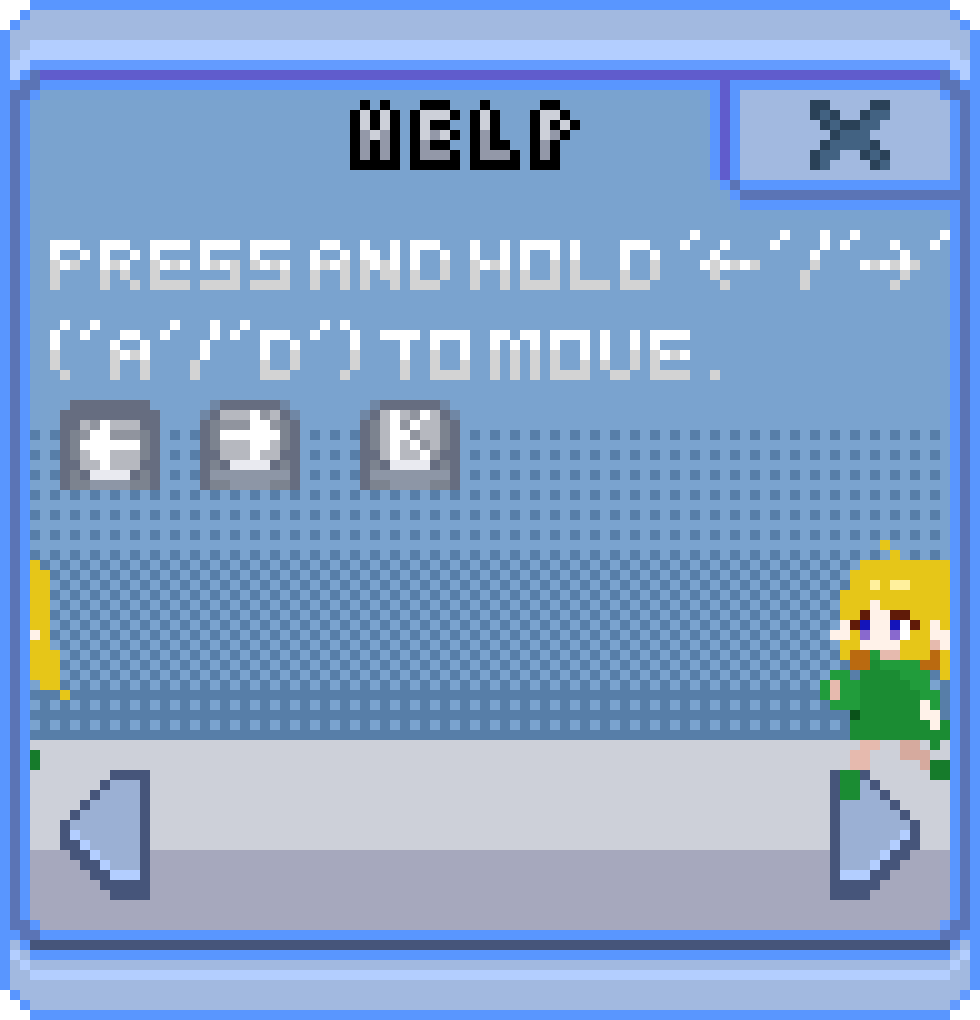 HELP
PRESS AND HOLD '←'/'→'
('A'/'D') TO MOVE.
← → K